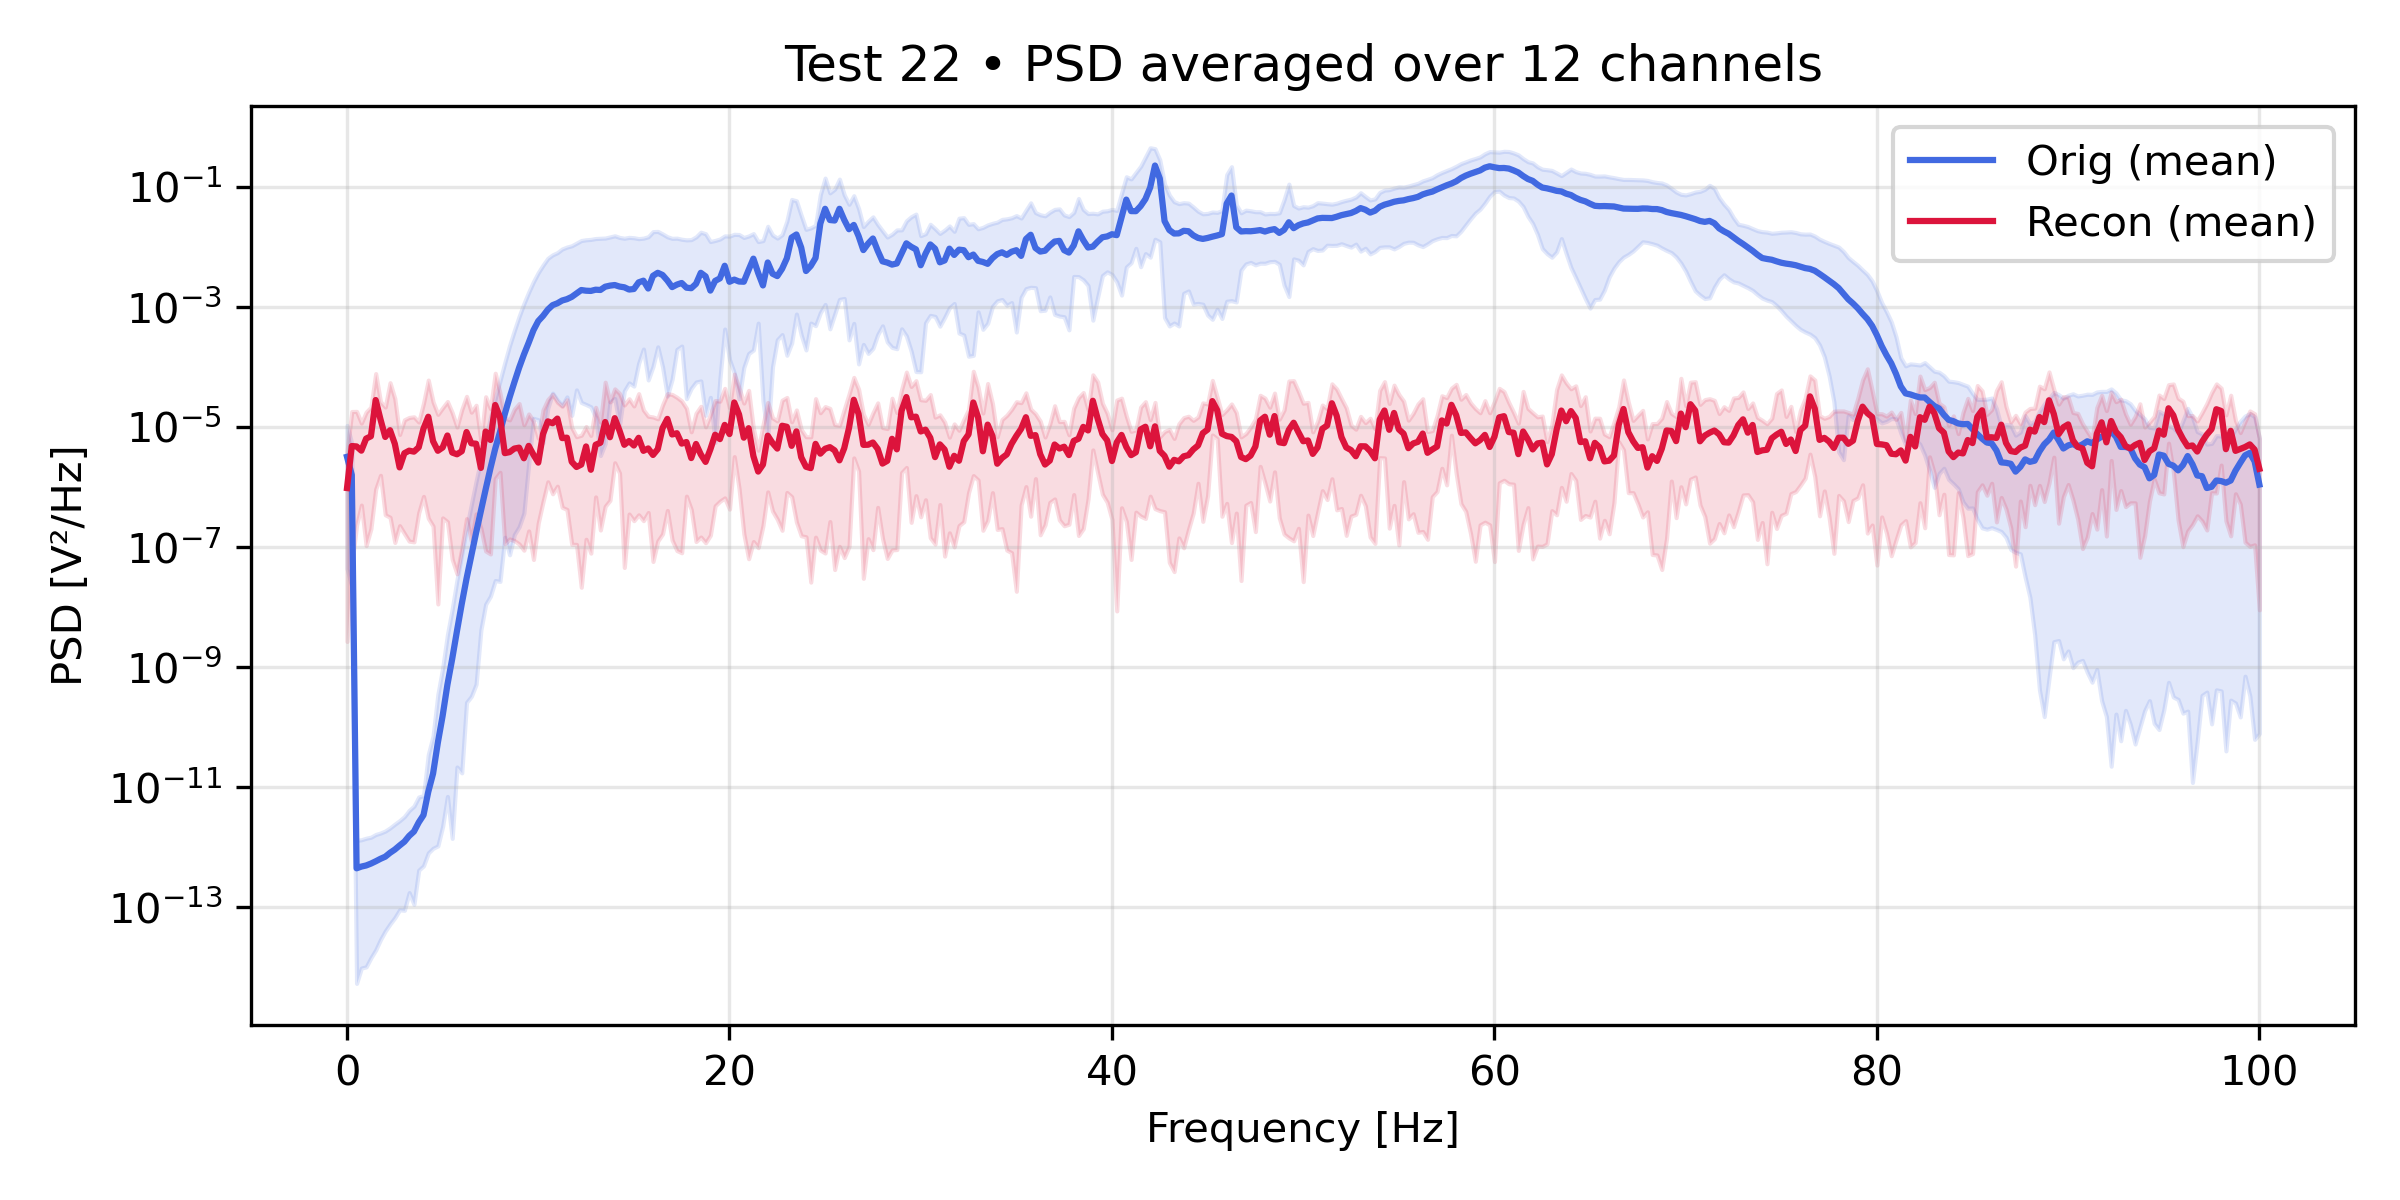 Test 22 • PSD averaged over 12 channels
Orig (mean)
Recon (mean)
PSD [V²/Hz]
10⁻¹
10⁻³
10⁻⁵
10⁻⁷
10⁻⁹
10⁻¹¹
10⁻¹³
0 20 40 60 80 100
Frequency [Hz]